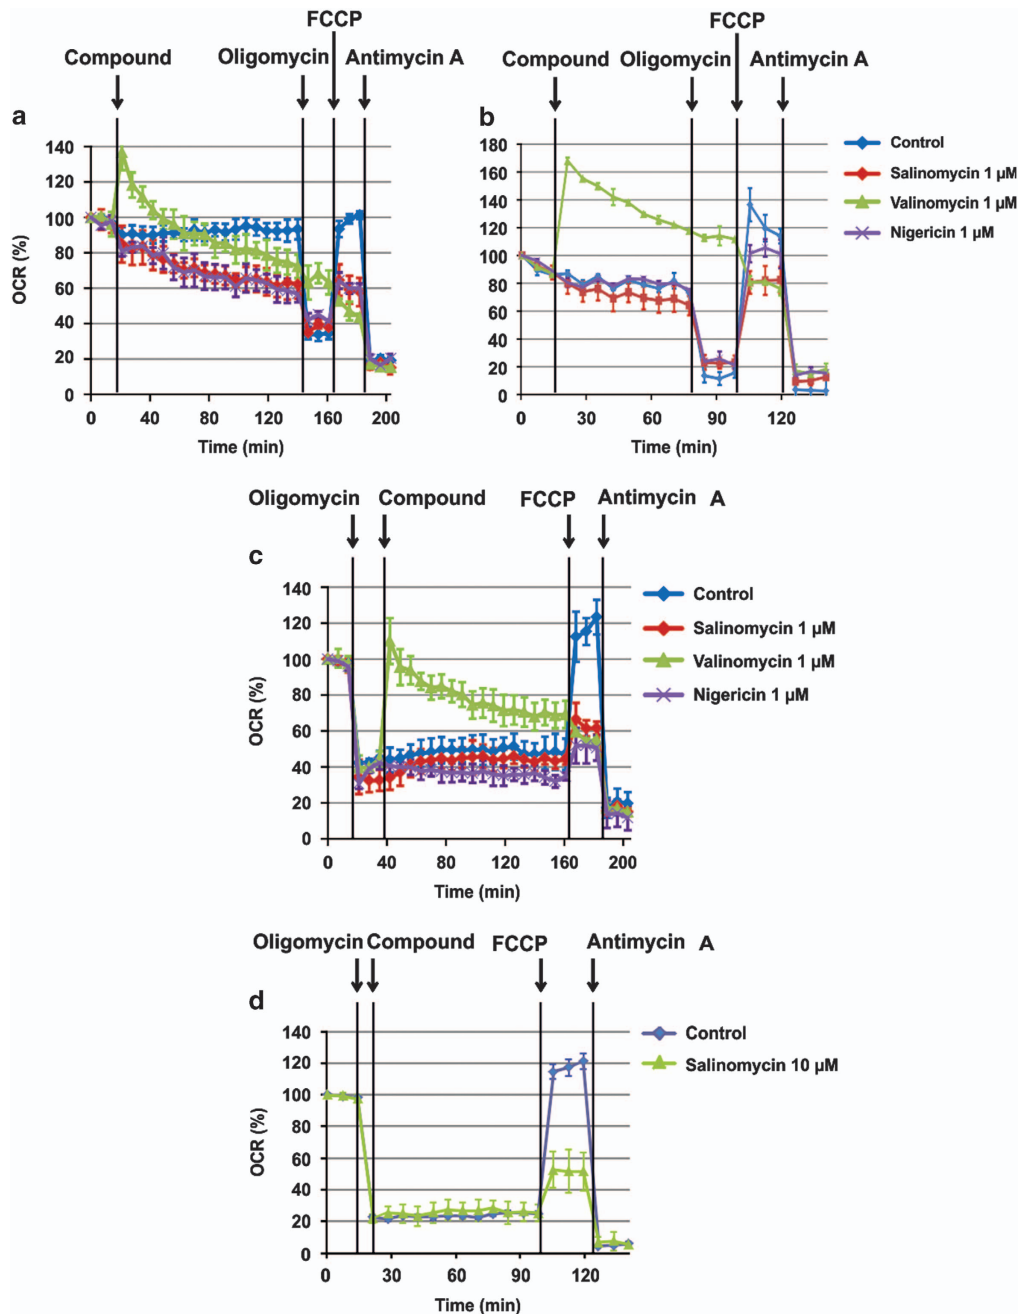 FCCP
Compound Oligomycin Antimycin A
a
140
120
100
80
60
40
20
0
OCR (%)
0 40 80 120 160 200
Time (min)
FCCP
Compound Oligomycin Antimycin A
b
180
160
140
120
100
80
60
40
20
0
0 30 60 90 120
Time (min)
Control
Salinomycin 1 µM
Valinomycin 1 µM
Nigericin 1 µM
Oligomycin Compound FCCP Antimycin A
c
140
120
100
80
60
40
20
0
OCR (%)
0 40 80 120 160 200
Time (min)
Control
Salinomycin 1 µM
Valinomycin 1 µM
Nigericin 1 µM
Oligomycin Compound FCCP Antimycin A
d
140
120
100
80
60
40
20
0
OCR (%)
0 30 60 90 120
Time (min)
Control
Salinomycin 10 µM